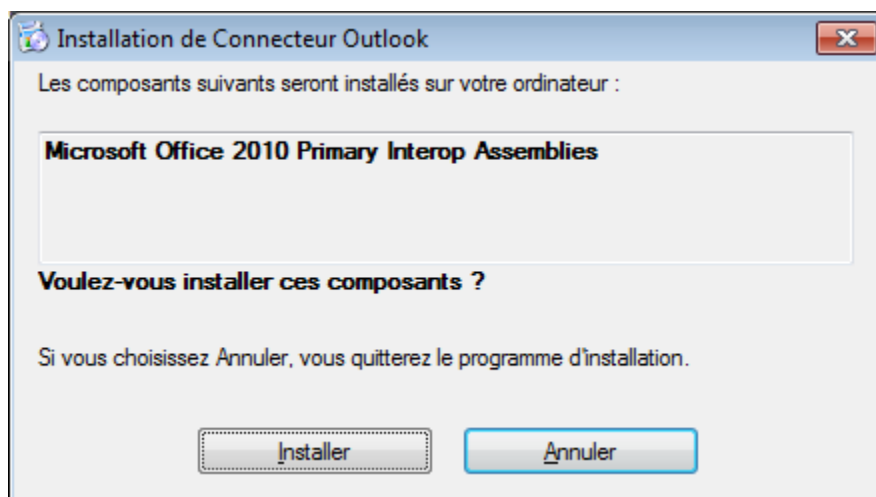 Installation de Connecteur Outlook
Les composants suivants seront installés sur votre ordinateur :
Microsoft Office 2010 Primary Interop Assemblies
Voulez-vous installer ces composants ?
Si vous choisissez Annuler, vous quitterez le programme d'installation.
Installer
Annuler